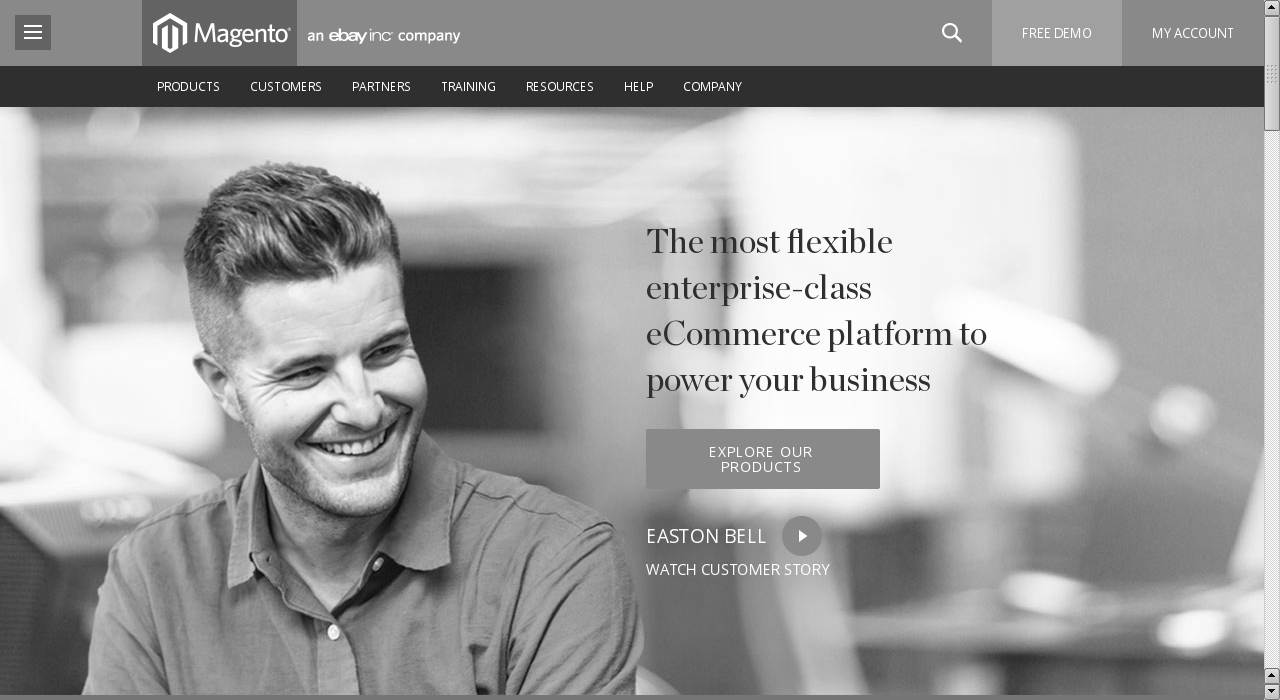 Magento® an ebay inc company FREE DEMO MY ACCOUNT
PRODUCTS CUSTOMERS PARTNERS TRAINING RESOURCES HELP COMPANY
The most flexible
enterprise-class
eCommerce platform to
power your business
EXPLORE OUR
PRODUCTS
EASTON BELL
WATCH CUSTOMER STORY